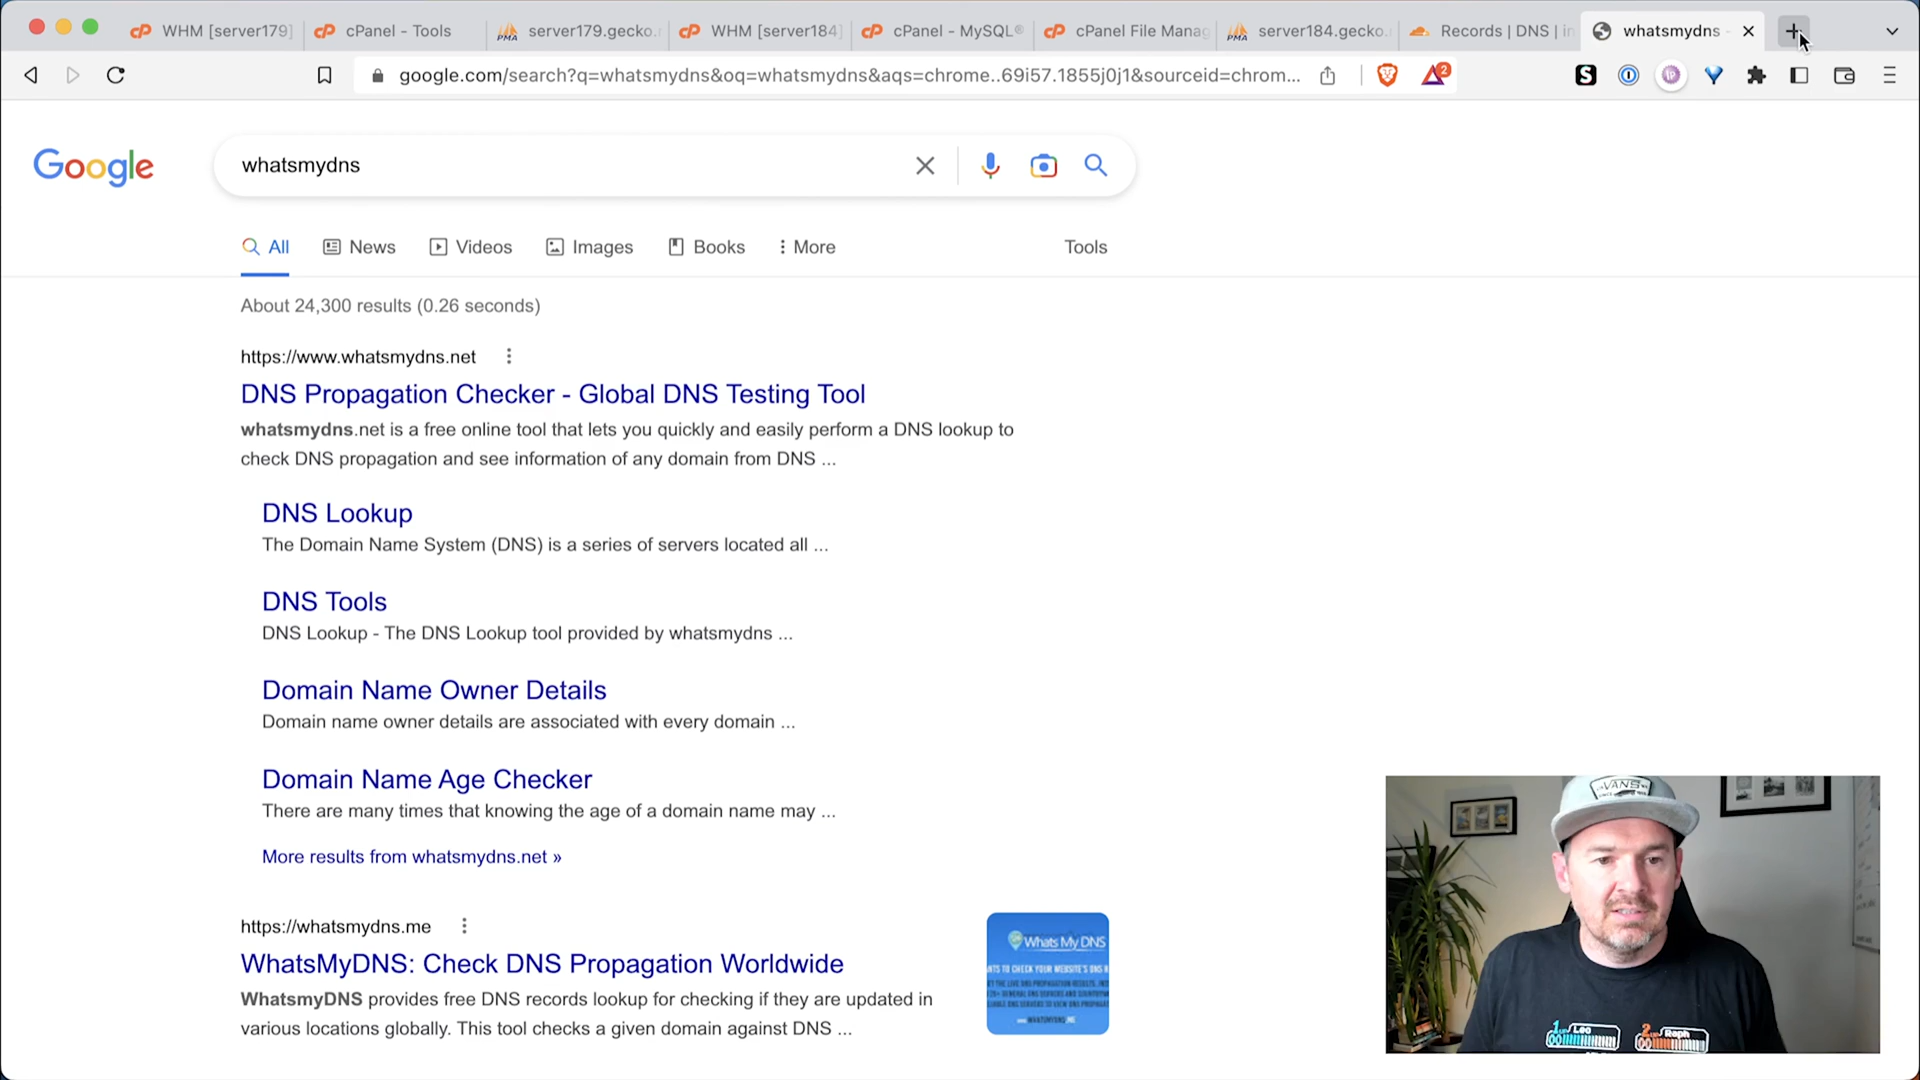 WHM [server179]
cPanel - Tools
server179.gecko.
WHM [server184]
cPanel - MySQL®
cPanel File Manag
server184.gecko.
Records | DNS | in
whatsmydns -
google.com/search?q=whatsmydns&oq=whatsmydns&aqs=chrome..69i57.1855j0j1&sourceid=chrom...
2
Google
whatsmydns
All
News
Videos
Images
Books
More
Tools
About 24,300 results (0.26 seconds)
https://www.whatsmydns.net
DNS Propagation Checker - Global DNS Testing Tool
whatsmydns.net is a free online tool that lets you quickly and easily perform a DNS lookup to
check DNS propagation and see information of any domain from DNS ...
DNS Lookup
The Domain Name System (DNS) is a series of servers located all ...
DNS Tools
DNS Lookup - The DNS Lookup tool provided by whatsmydns ...
Domain Name Owner Details
Domain name owner details are associated with every domain ...
Domain Name Age Checker
There are many times that knowing the age of a domain name may ...
More results from whatsmydns.net »
https://whatsmydns.me
WhatsMyDNS: Check DNS Propagation Worldwide
WhatsmyDNS provides free DNS records lookup for checking if they are updated in
various locations globally. This tool checks a given domain against DNS ...
Whats My DNS
VANS
Leo
Raph